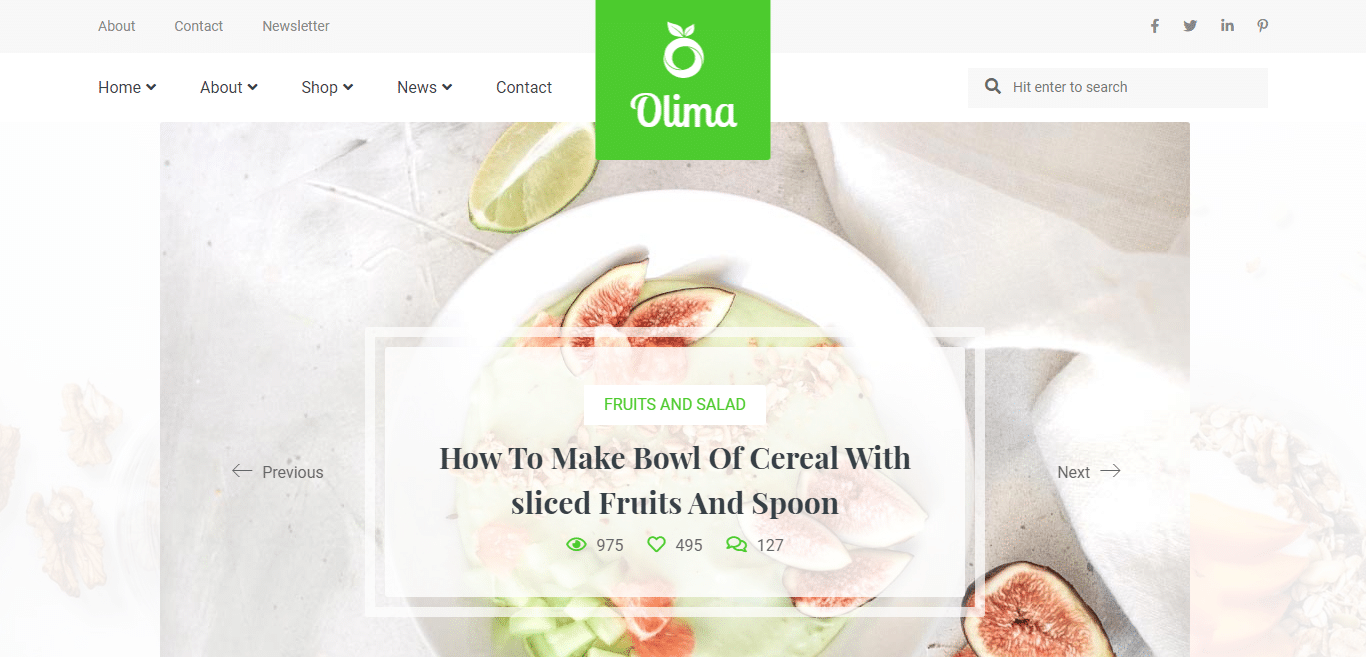 About Contact Newsletter
Home About Shop News Contact
Olima
Hit enter to search
FRUITS AND SALAD
How To Make Bowl Of Cereal With
sliced Fruits And Spoon
Previous
Next
975 495 127